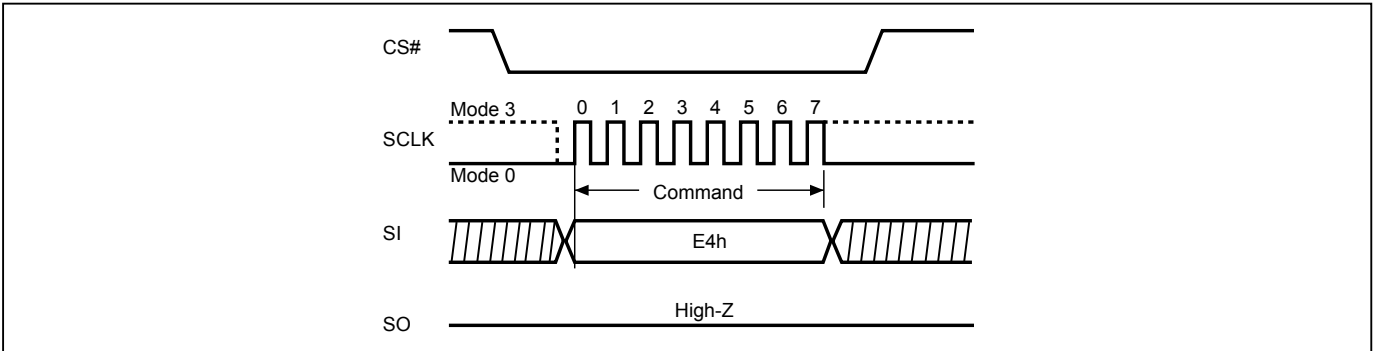 CS#
Mode 3
0 1 2 3 4 5 6 7
SCLK
Mode 0
Command
SI
E4h
High-Z
SO